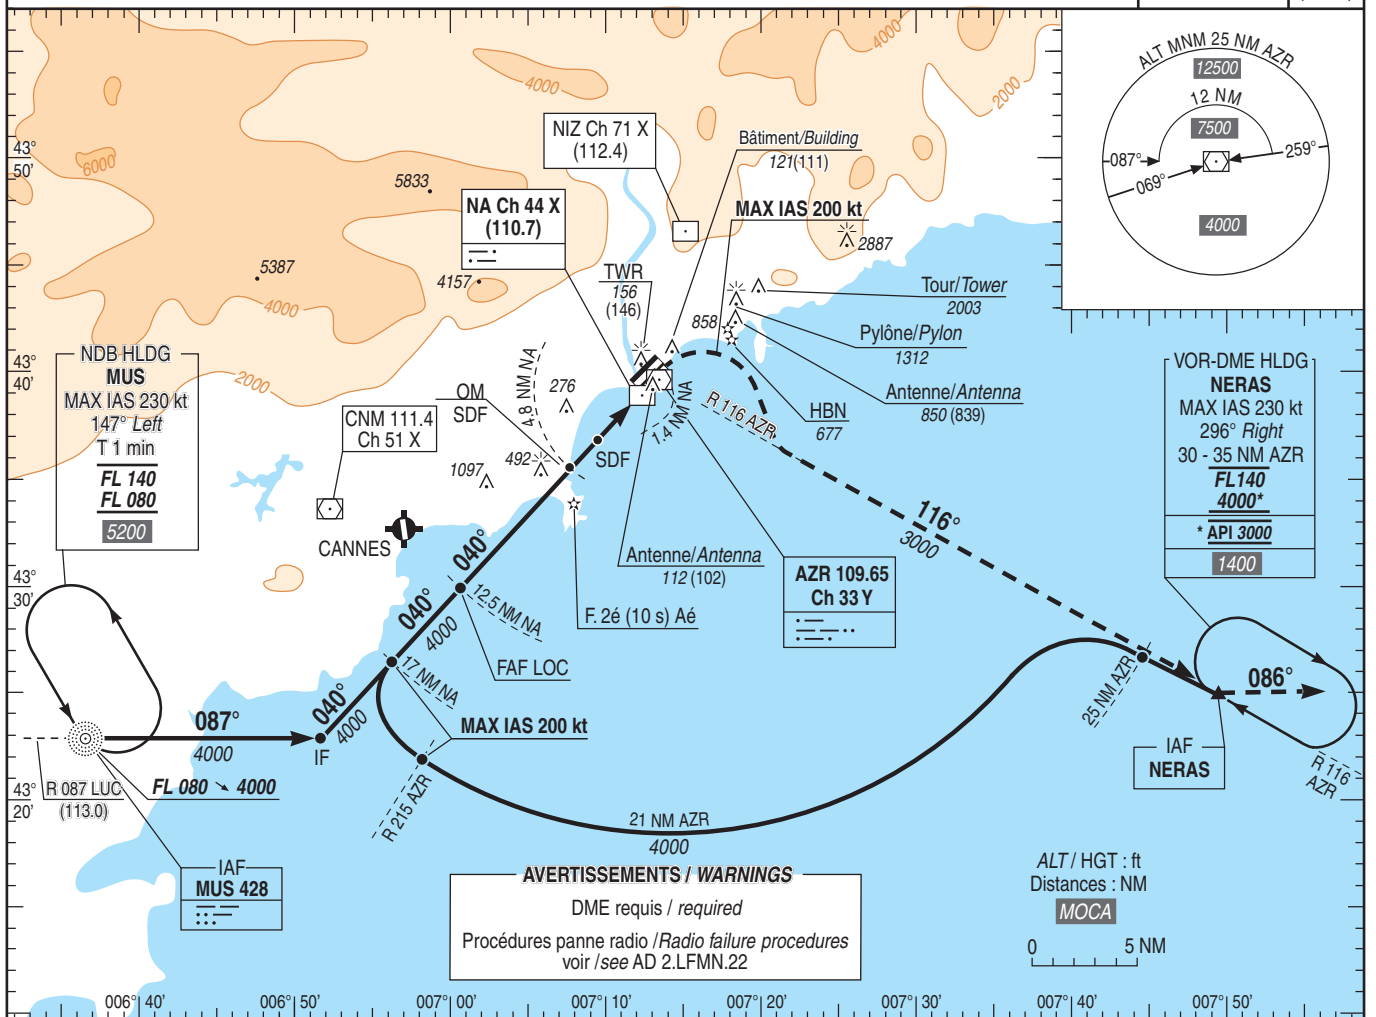 ALT MNM 25 NM AZR
12500
12 NM
7500
087°
259°
069°
4000
4000
4000
2000
6000
43°
50'
NIZ Ch 71 X
(112.4)
Bâtiment/Building
121(111)
5833
NA Ch 44 X
(110.7)
MAX IAS 200 kt
2887
5387
4157
TWR
156
(146)
Tour/Tower
2003
4000
858
Pylône/Pylon
1312
43°
40'
NDB HLDG
MUS
MAX IAS 230 kt
147° Left
T 1 min
FL 140
FL 080
5200
2000
OM
SDF
4.8 NM NA
276
Antenne/Antenna
850 (839)
HBN
677
R 116 AZR
1.4 NM NA
VOR-DME HLDG
NERAS
MAX IAS 230 kt
296° Right
30 - 35 NM AZR
FL140
4000*
* API 3000
1400
CNM 111.4
Ch 51 X
SDF
492
1097
CANNES
116°
3000
Antenne/Antenna
112 (102)
AZR 109.65
Ch 33 Y
43°
30'
040°
12.5 NM NA
F. 2é (10 s) Aé
040°
4000
FAF LOC
17 NM NA
040°
4000
MAX IAS 200 kt
087°
4000
IF
25 NM AZR
086°
IAF
NERAS
R 116
AZR
R 087 LUC
(113.0)
FL 080 ➘ 4000
43°
20'
R 215 AZR
21 NM AZR
4000
IAF
MUS 428
AVERTISSEMENTS / WARNINGS
DME requis / required
Procédures panne radio /Radio failure procedures
voir /see AD 2.LFMN.22
ALT / HGT : ft
Distances : NM
MOCA
0 5 NM
006° 40' 006° 50' 007° 00' 007° 10' 007° 20' 007° 30' 007° 40' 007° 50'